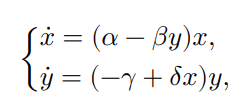 ẋ = (α − βy)x,
ẏ = (−γ + δx)y,